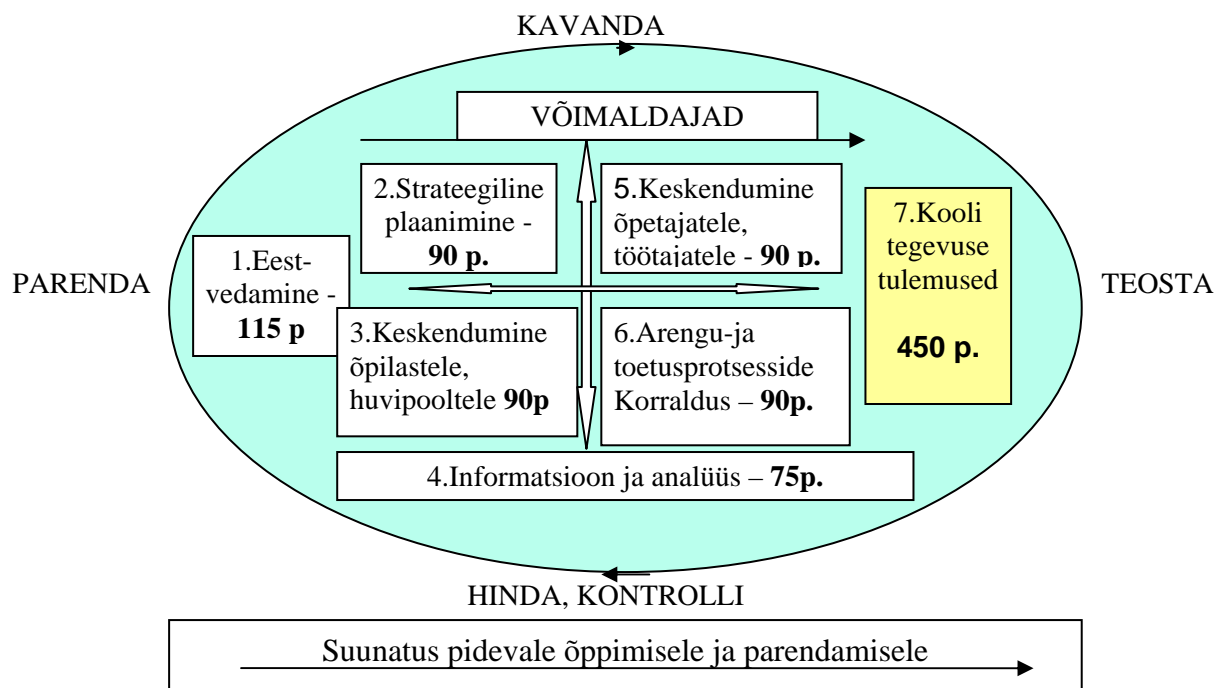 KAVANDA
VÕIMALDAJAD
2.Strateegiline
plaanimine -
90 p.
5.Keskendumine
õpetajatele,
töötajatele - 90 p.
7.Kooli
tegevuse
tulemused
450 p.
PARENDA
1.Eest-
vedamine -
115 p
TEOSTA
3.Keskendumine
õpilastele,
huvipooltele 90p
6.Arengu-ja
toetusprotsesside
Korraldus – 90p.
4.Informatsioon ja analüüs – 75p.
HINDA, KONTROLLI
Suunatus pidevale õppimisele ja parendamisele